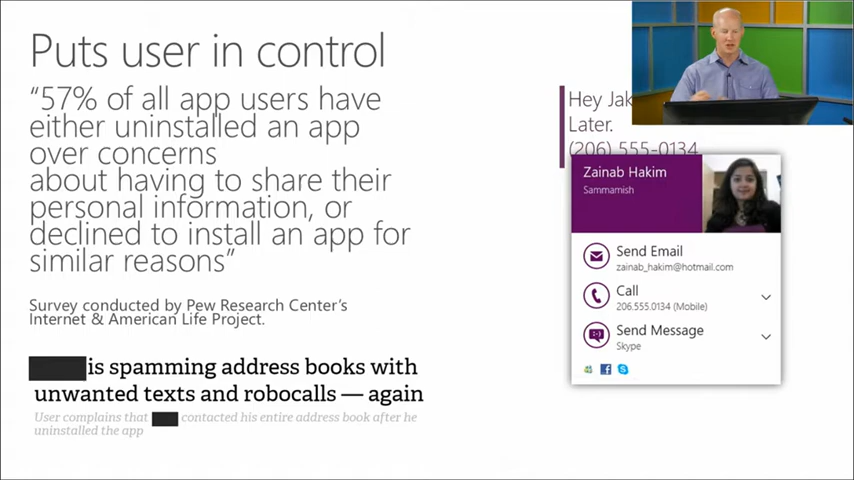 Puts user in control
“57% of all app users have
either uninstalled an app
over concerns
about having to share their
personal information, or
declined to install an app for
similar reasons”
Survey conducted by Pew Research Center’s
Internet & American Life Project.
is spamming address books with
unwanted texts and robocalls — again
User complains that contacted his entire address book after he
uninstalled the app
Hey Jak
Later.
(206) 555-0134
Zainab Hakim
Sammamish
Send Email
zainab_hakim@hotmail.com
Call
206.555.0134 (Mobile)
Send Message
Skype